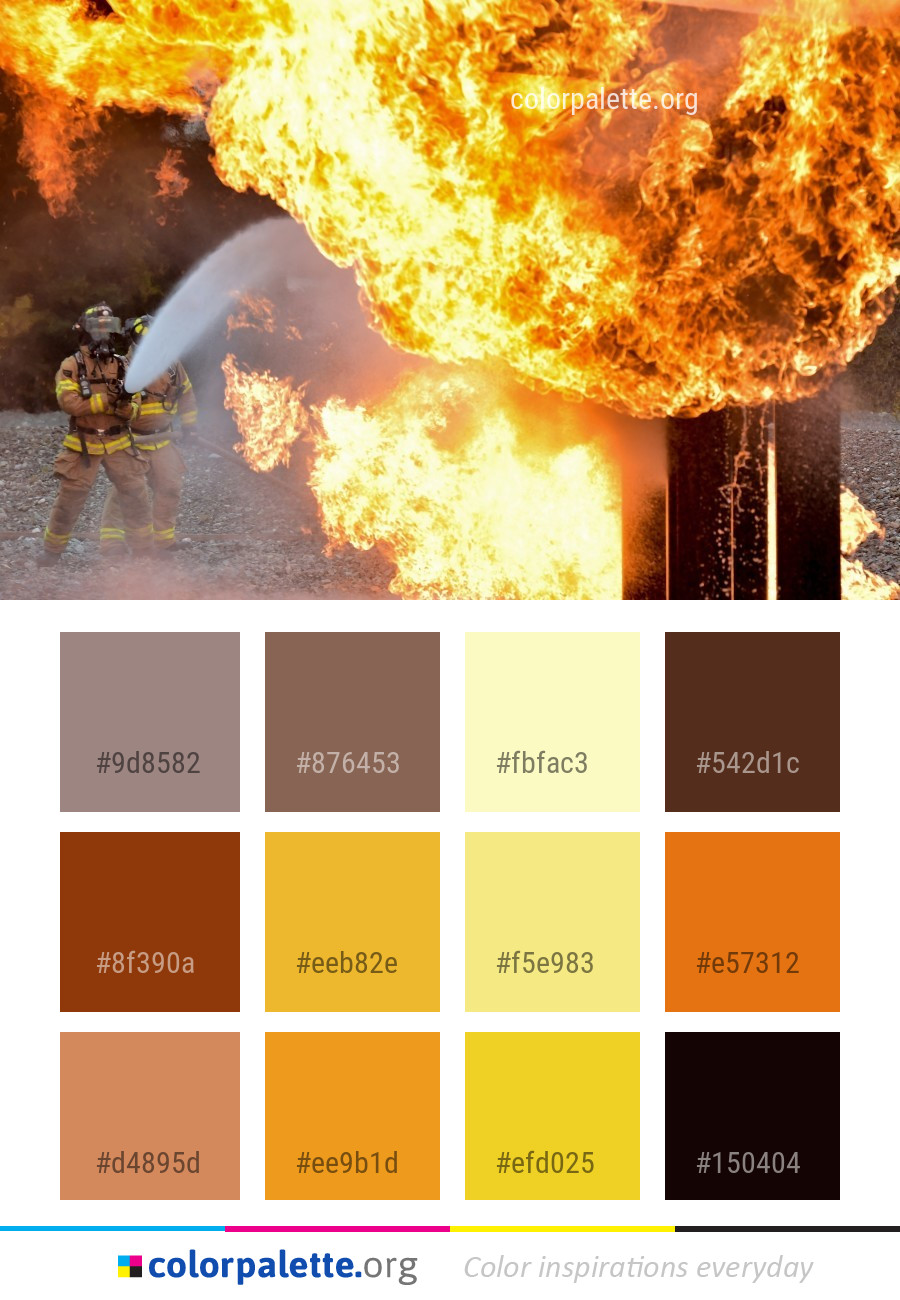 colorpalette.org
#9d8582 #876453 #fbfac3 #542d1c
#8f390a #eeb82e #f5e983 #e57312
#d4895d #ee9b1d #efd025 #150404
colorpalette.org Color inspirations everyday